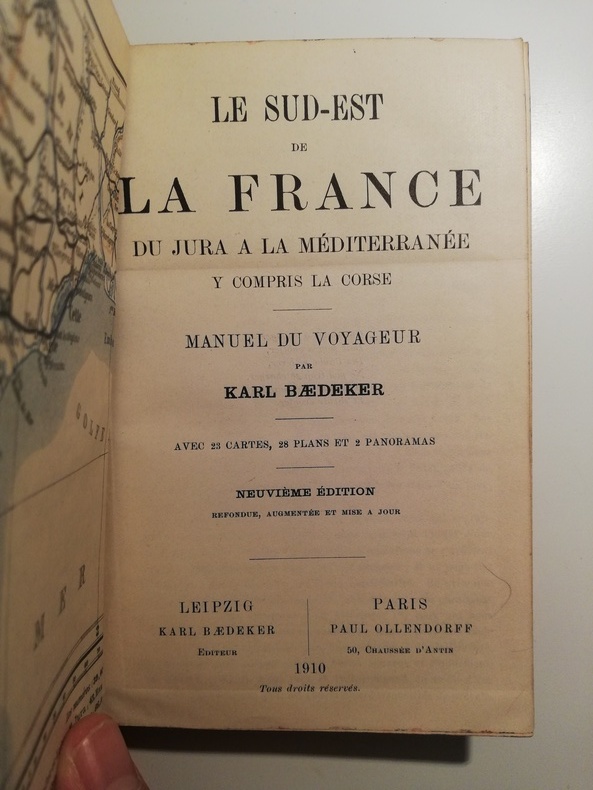 LE SUD-EST
DE
LA FRANCE
DU JURA A LA MÉDITERRANÉE
Y COMPRIS LA CORSE
MANUEL DU VOYAGEUR
PAR
KARL BÆDEKER
AVEC 23 CARTES, 28 PLANS ET 2 PANORAMAS
NEUVIÈME ÉDITION
REFONDUE, AUGMENTÉE ET MISE A JOUR
LEIPZIG
KARL BÆDEKER
EDITEUR
PARIS
PAUL OLLENDORFF
50, CHAUSSÉE D'ANTIN
1910
Tous droits réservés.
M E R